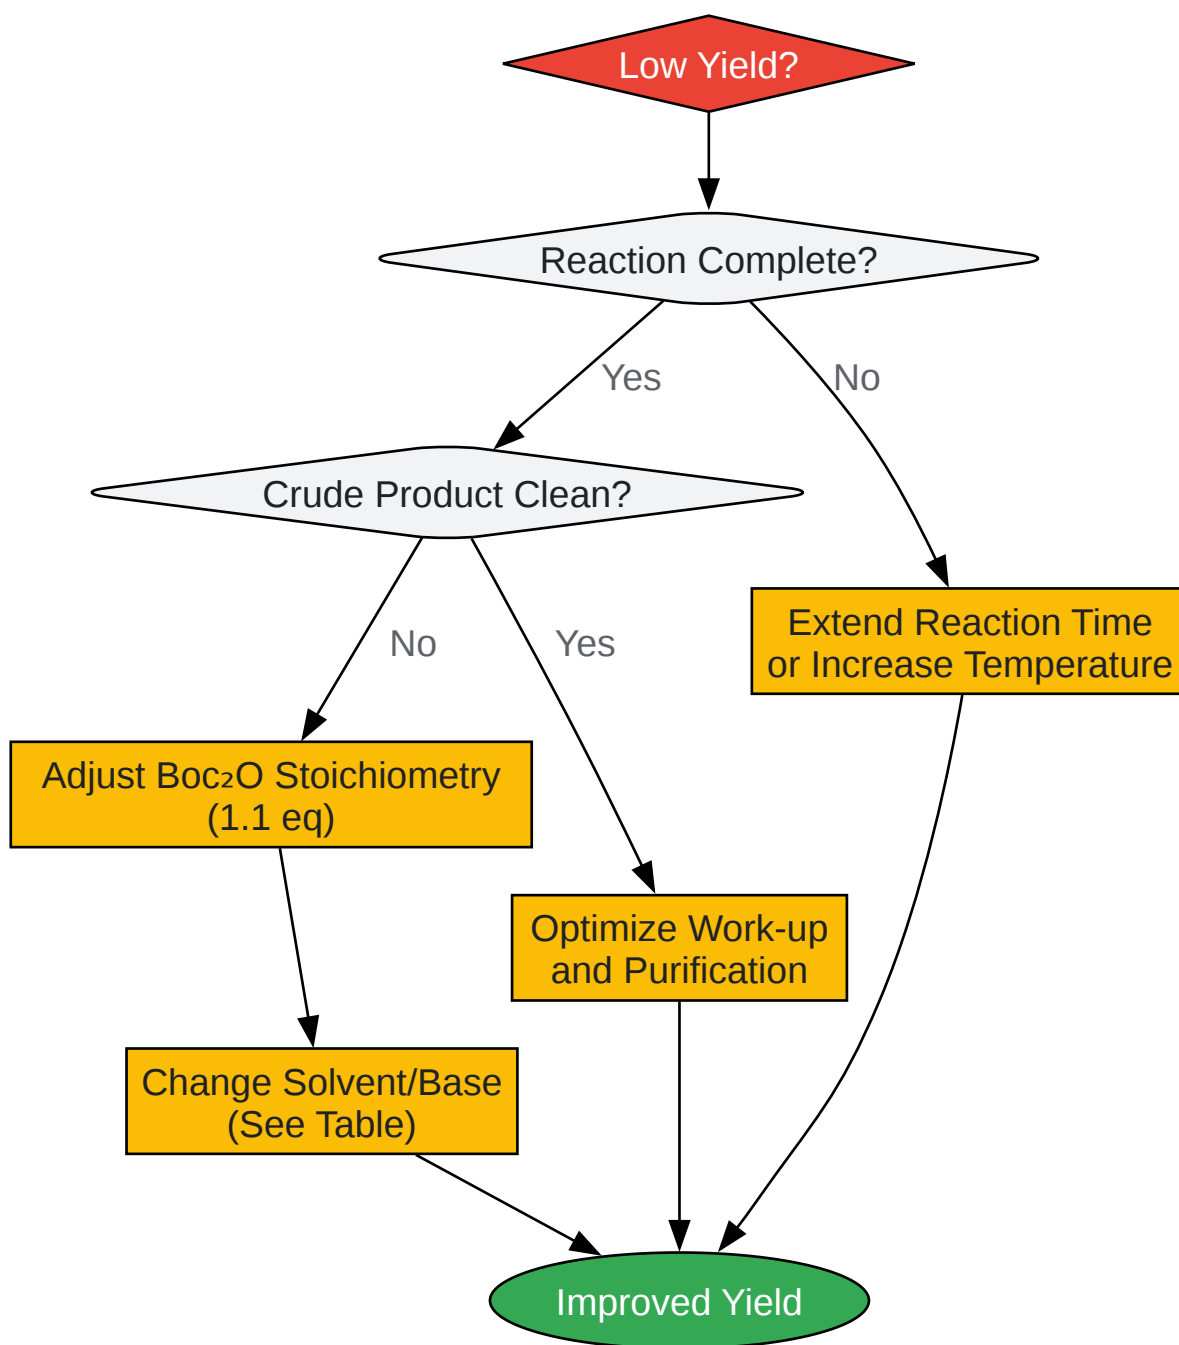 Low Yield?
Reaction Complete?
Yes
No
Crude Product Clean?
No
Yes
Extend Reaction Time
or Increase Temperature
Adjust Boc₂O Stoichiometry
(1.1 eq)
Optimize Work-up
and Purification
Change Solvent/Base
(See Table)
Improved Yield